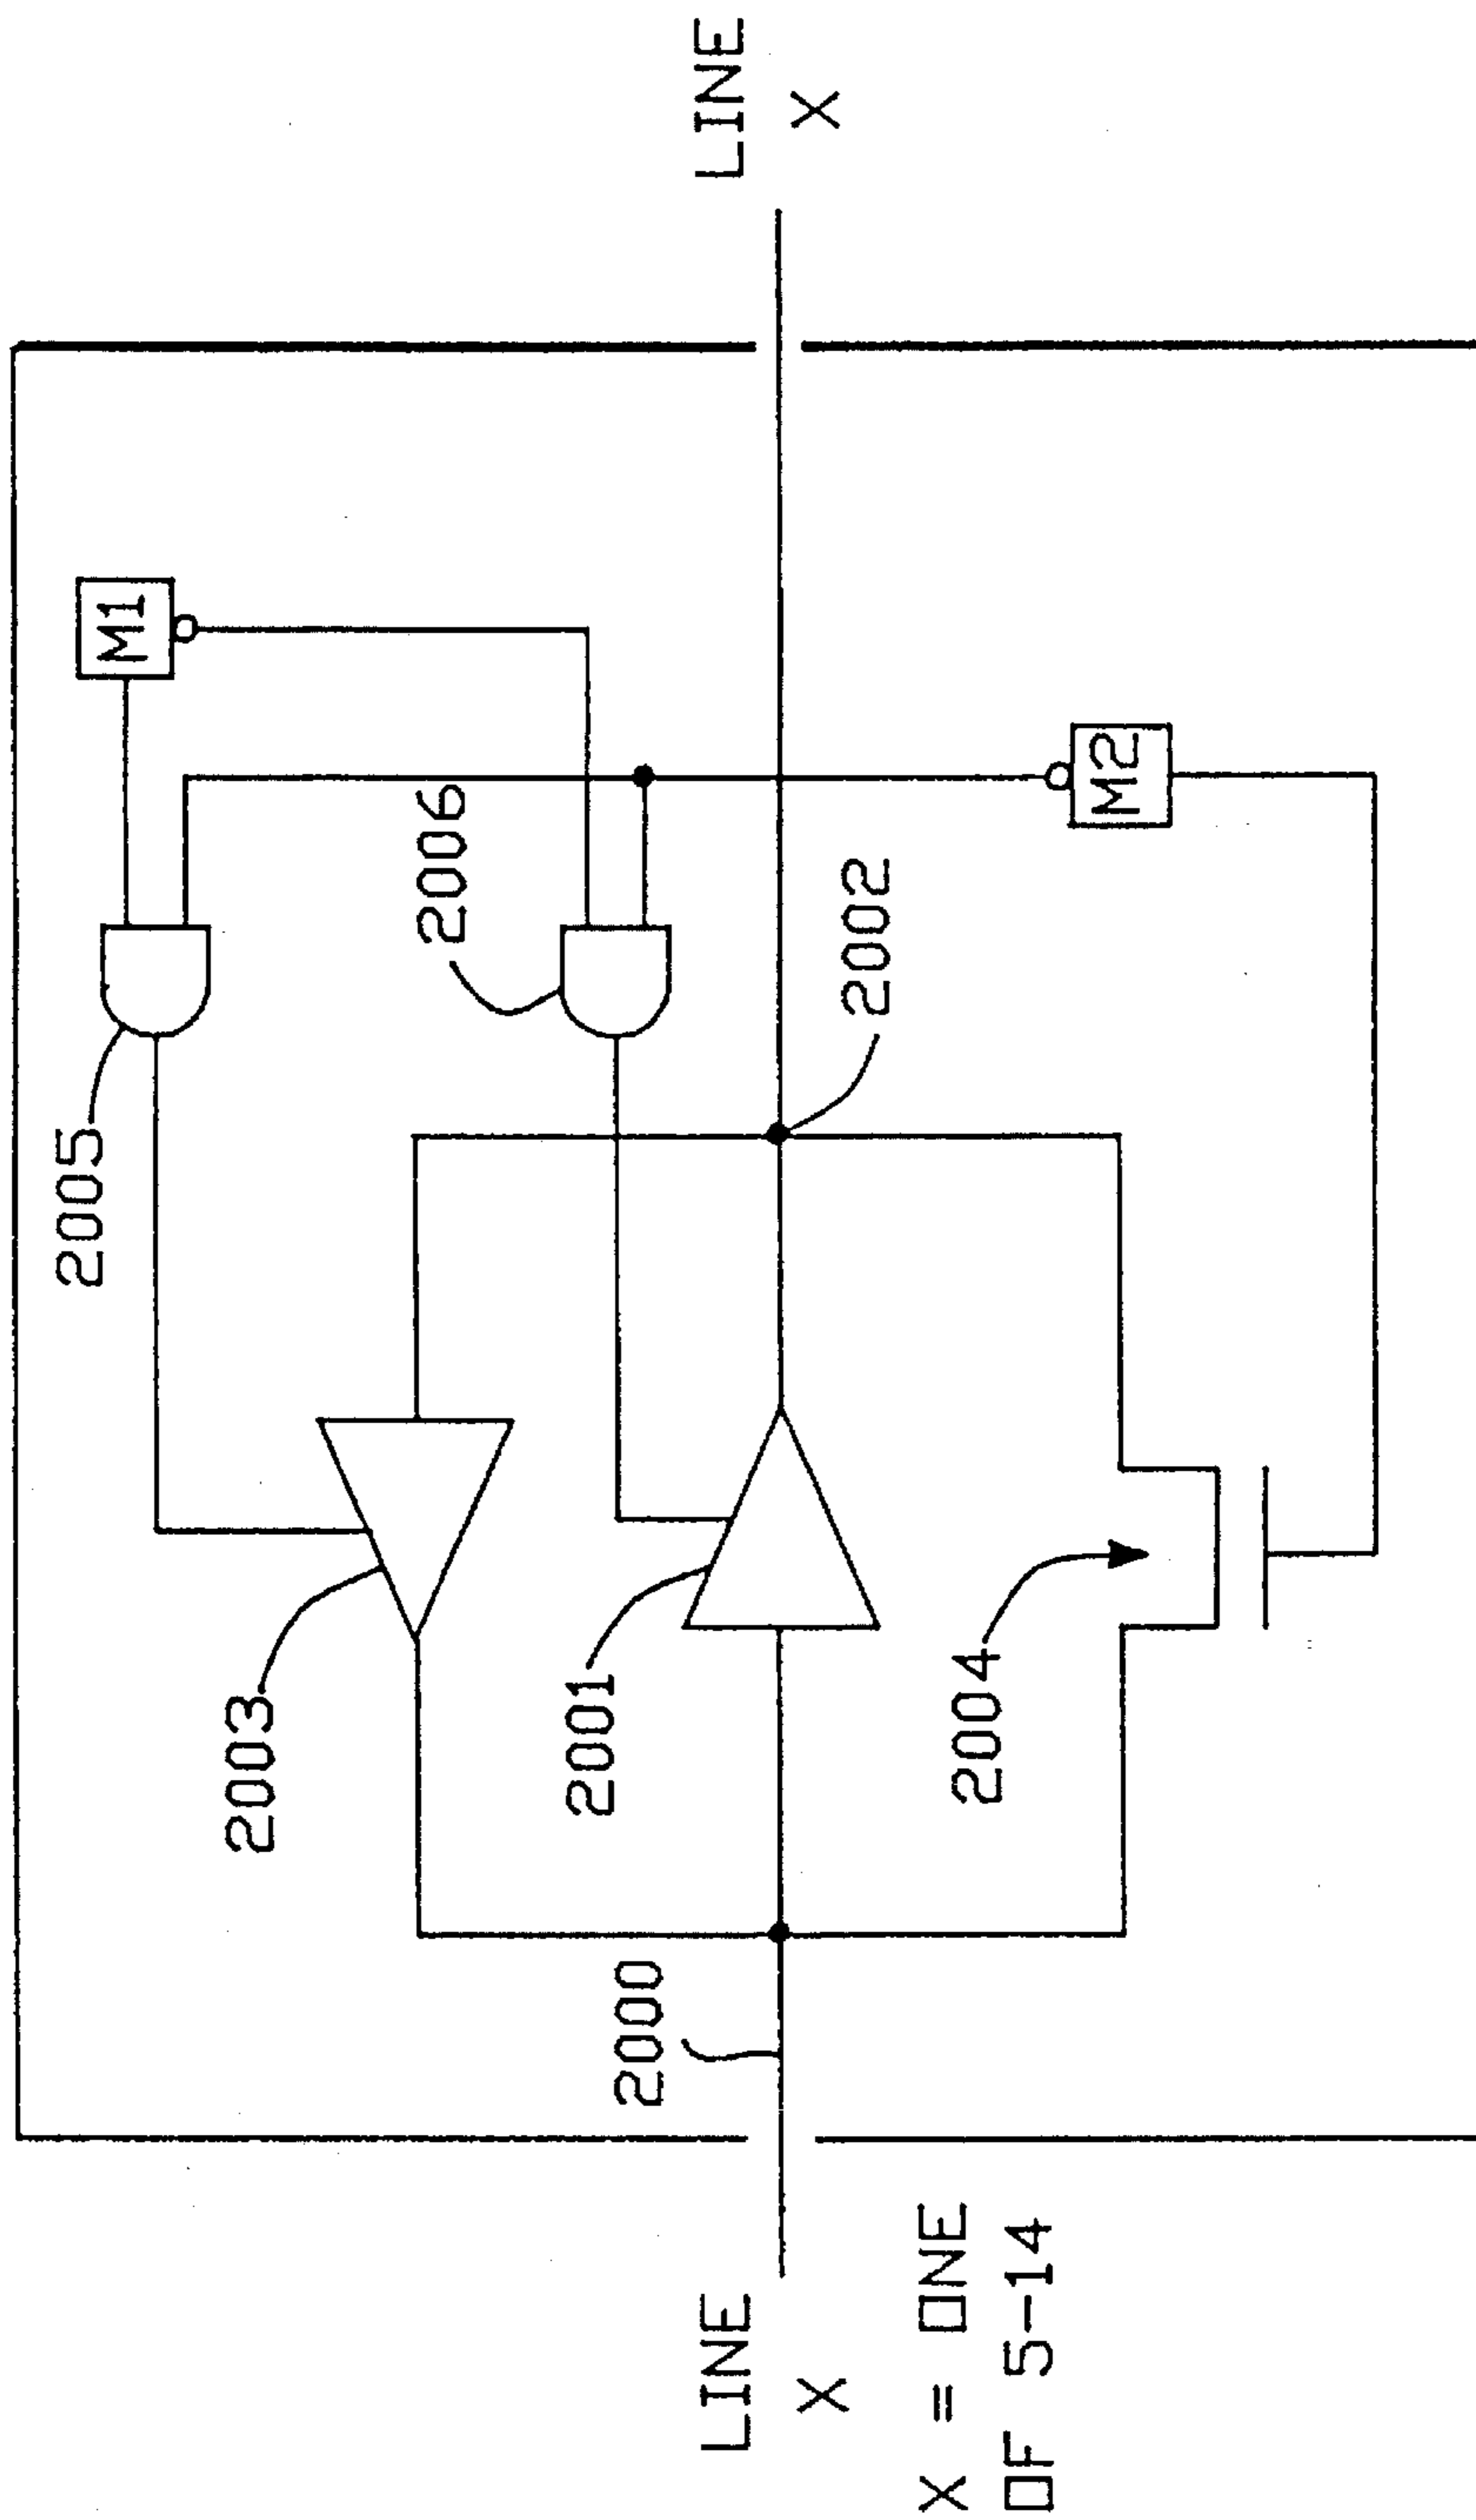 2005
M1
2003
2006
2001
2000
2002
2004
M2
LINE
X
LINE
X
X = ONE
OF 5-14